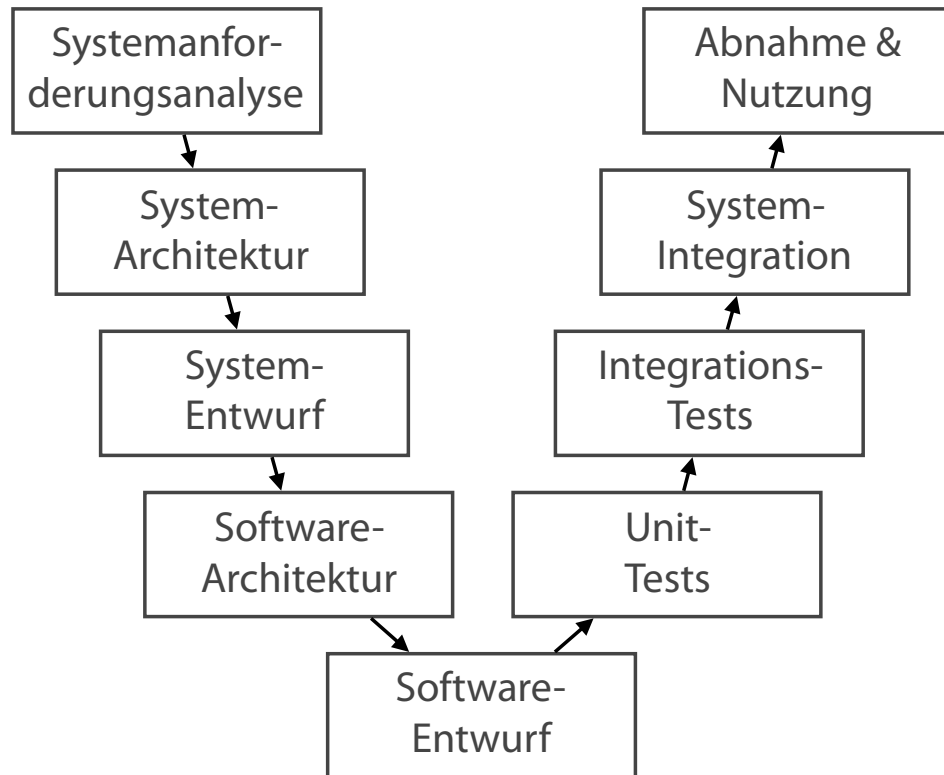 Systemanfor-
derungsanalyse
Abnahme &
Nutzung
System-
Architektur
System-
Integration
System-
Entwurf
Integrations-
Tests
Software-
Architektur
Unit-
Tests
Software-
Entwurf